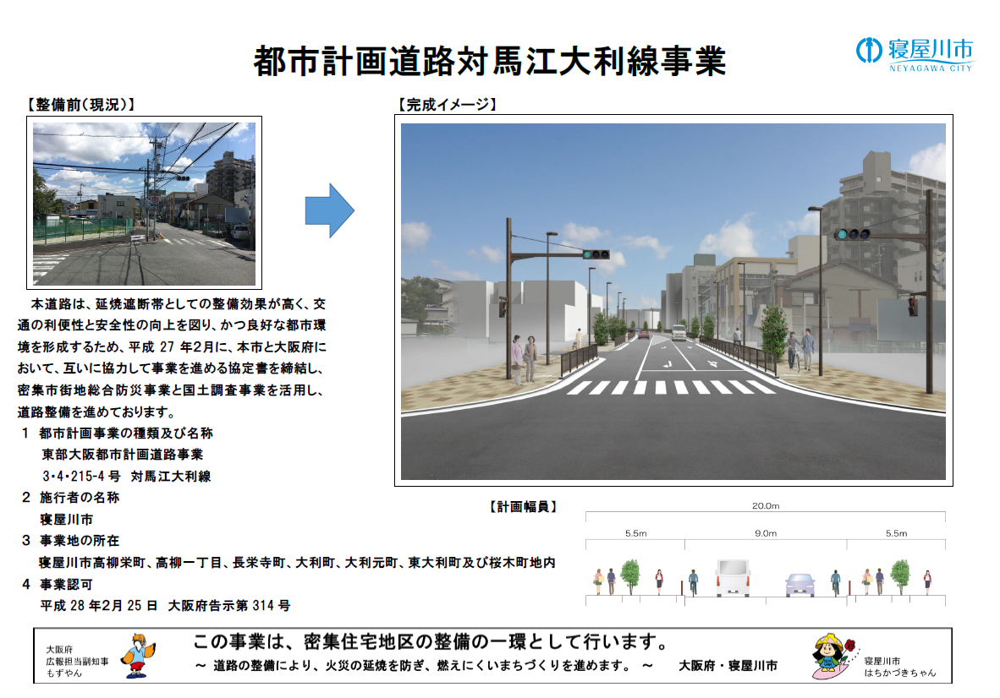 都市計画道路対馬江大利線事業
寝屋川市
NEYAGAWA CITY
【整備前(現況)】
【完成イメージ】
　本道路は、延焼遮断帯としての整備効果が高く、交
通の利便性と安全性の向上を図り、かつ良好な都市環
境を形成するため、平成 27 年2月に、本市と大阪府に
おいて、互いに協力して事業を進める協定書を締結し、
密集市街地総合防災事業と国土調査事業を活用し、
道路整備を進めております。
1 都市計画事業の種類及び名称
東部大阪都市計画道路事業
3・4・215-4 号　対馬江大利線
2 施行者の名称
寝屋川市
3 事業地の所在
寝屋川市高柳栄町、高柳一丁目、長栄寺町、大利町、大利元町、東大利町及び桜木町地内
4 事業認可
平成 28 年2月 25 日　大阪府告示第 314 号
【計画幅員】
20.0m
5.5m 9.0m 5.5m
大阪府
広報担当副知事
もずやん
この事業は、密集住宅地区の整備の一環として行います。
～ 道路の整備により、火災の延焼を防ぎ、燃えにくいまちづくりを進めます。 ～　大阪府・寝屋川市
寝屋川市
はちかづきちゃん